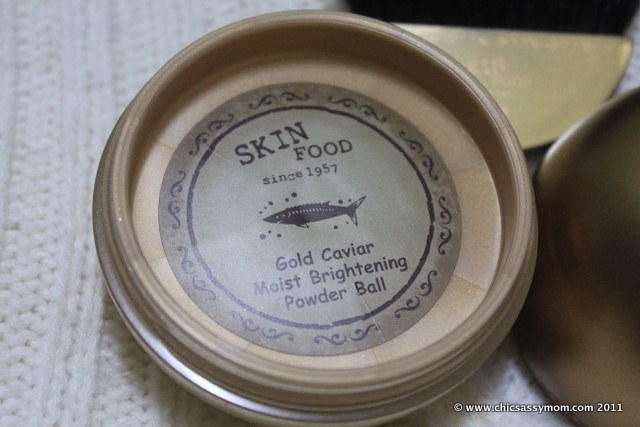 SKIN
FOOD
since 1957
Gold Caviar
Moist Brightening
Powder Ball
© www.chicsassymom.com 2011